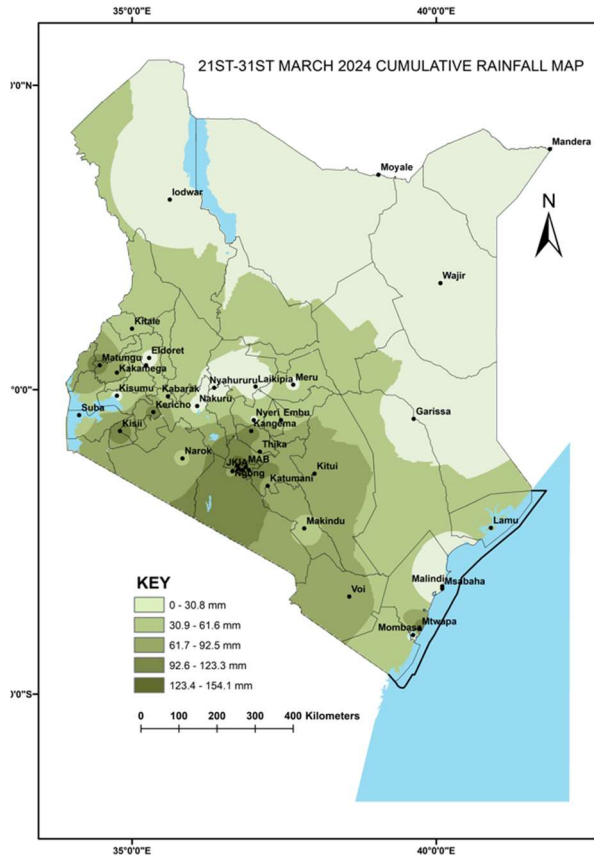 35°0'0"E 40°0'0"E
21ST-31ST MARCH 2024 CUMULATIVE RAINFALL MAP
)'0"N
Mandera
Moyale
N
lodwar
Wajir
Kitale
Eldoret
Matungu
Kakamega
)'0"
Nyahururu Laikipia Meru
Kisumu Kabarak
Nakuru
Suba Kericho
Garissa
Nyeri Embu
Kisii Kangema
Thika
Narok
JKIA MAB
Kitui
Ngong
Katumani
Makindu
Lamu
Malindi
Msabaha
KEY
Voi
0 - 30.8 mm
30.9 - 61.6 mm
Mtwapa
Mombasa
61.7 - 92.5 mm
92.6 - 123.3 mm
123.4 - 154.1 mm
)'0"S
0 100 200 300 400 Kilometers
35°0'0"E 40°0'0"E